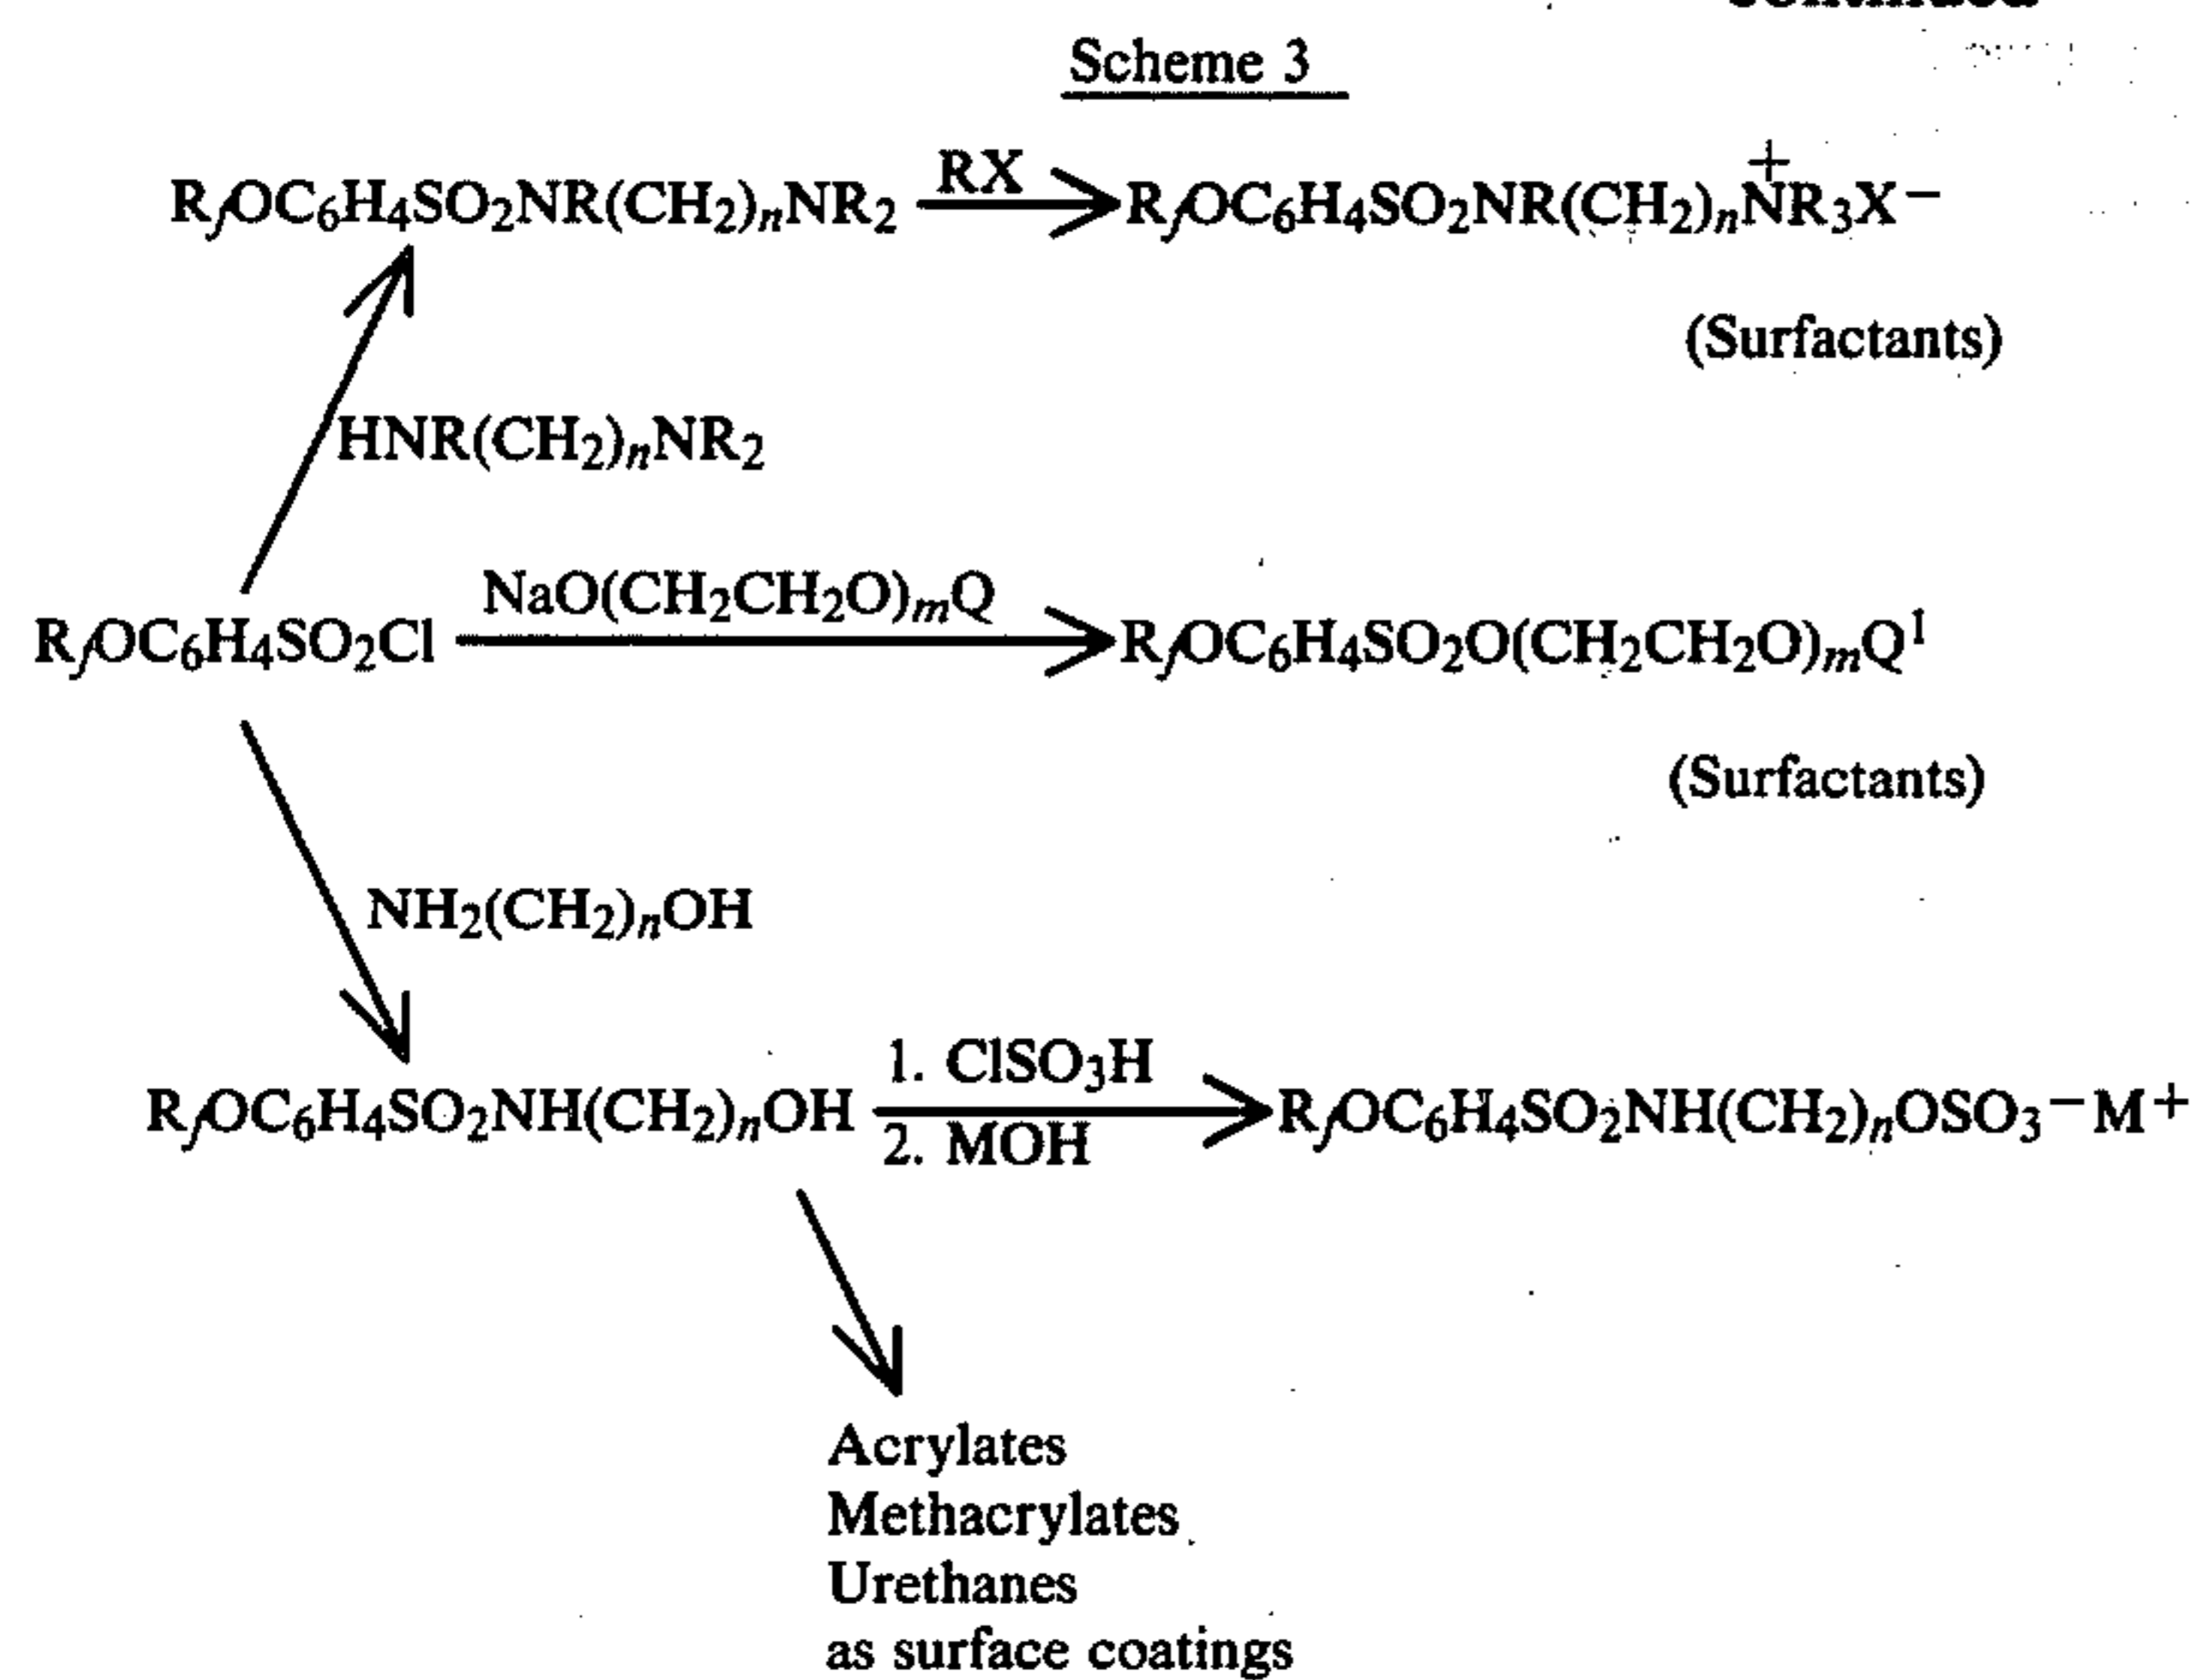 Scheme 3
RfOC6H4SO2NR(CH2)nNR2 RX RfOC6H4SO2NR(CH2)nN+R3X−
(Surfactants)
HNR(CH2)nNR2
RfOC6H4SO2Cl NaO(CH2CH2O)mQ RfOC6H4SO2O(CH2CH2O)mQ1
(Surfactants)
NH2(CH2)nOH
RfOC6H4SO2NH(CH2)nOH 1. ClSO3H 2. MOH RfOC6H4SO2NH(CH2)nOSO3−M+
Acrylates
Methacrylates
Urethanes
as surface coatings